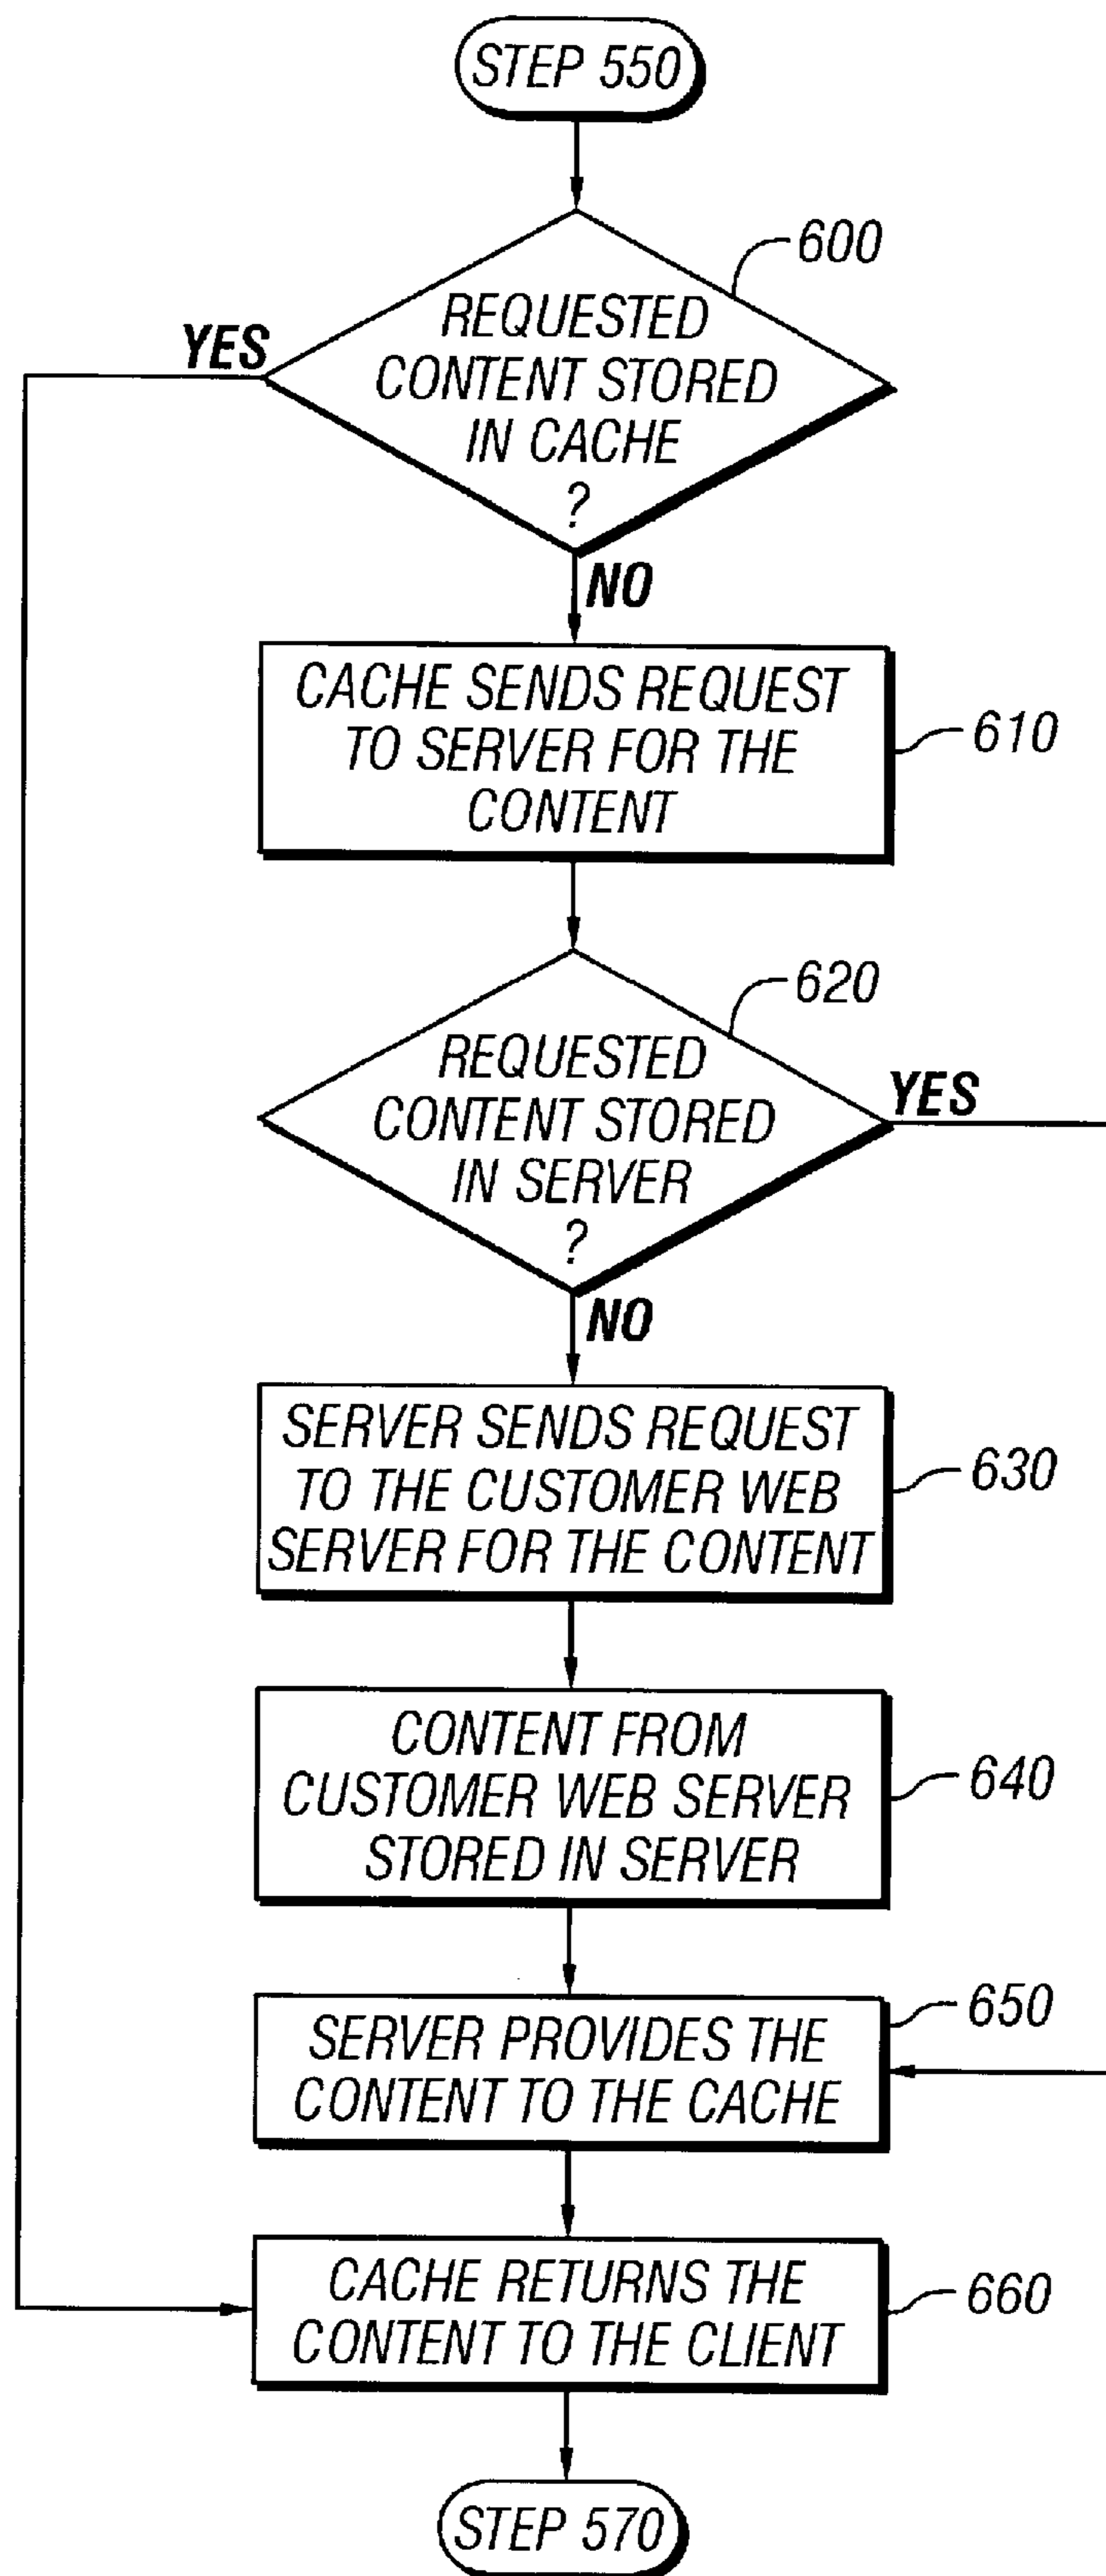 STEP 550
600
REQUESTED
CONTENT STORED
IN CACHE
?
YES
NO
CACHE SENDS REQUEST
TO SERVER FOR THE
CONTENT
610
620
REQUESTED
CONTENT STORED
IN SERVER
?
YES
NO
SERVER SENDS REQUEST
TO THE CUSTOMER WEB
SERVER FOR THE CONTENT
630
CONTENT FROM
CUSTOMER WEB SERVER
STORED IN SERVER
640
SERVER PROVIDES THE
CONTENT TO THE CACHE
650
CACHE RETURNS THE
CONTENT TO THE CLIENT
660
STEP 570